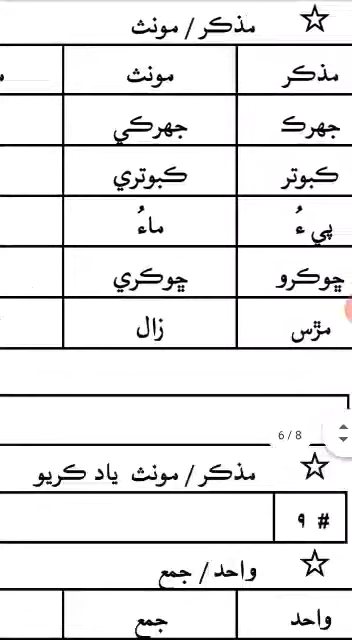 ☆ مذڪر / مونث
مذڪر مونث
جهرڪ جهرڪي
ڪبوتر ڪبوتري
پيءُ ماءُ
ڇوڪرو ڇوڪري
مڙس زال
6 / 8
☆ مذڪر / مونث ياد ڪريو
# ٩
☆ واحد / جمع
واحد جمع